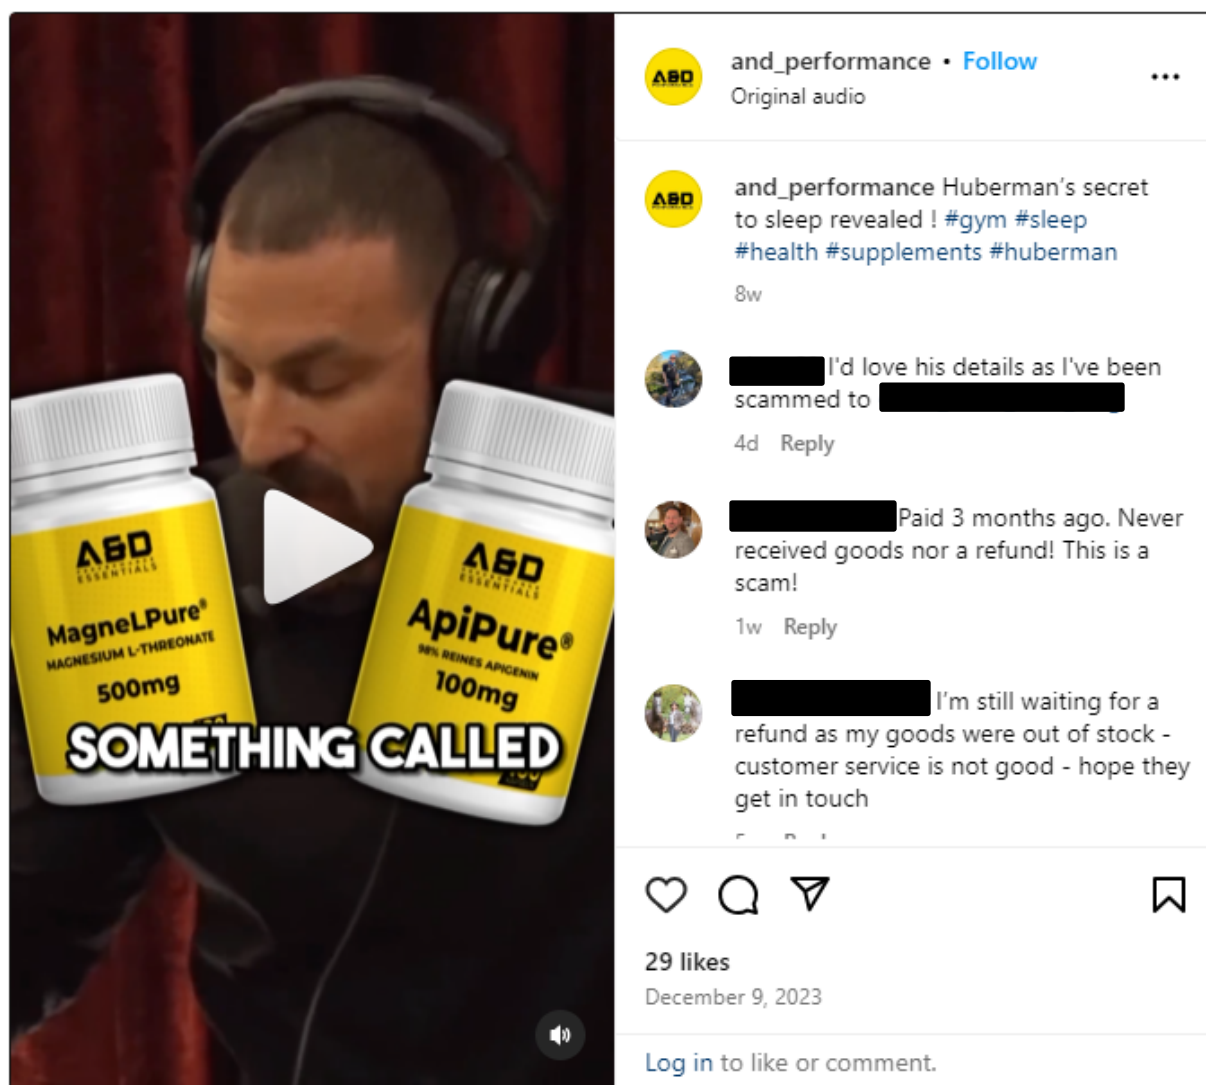 A&D
ESSENTIALS
MagneLPure®
MAGNESIUM L-THREONATE
500mg
A&D
ESSENTIALS
ApiPure®
98% REINES APIGENIN
100mg
SOMETHING CALLED
A&D
and_performance • Follow
Original audio
A&D
and_performance Huberman's secret
to sleep revealed ! #gym #sleep
#health #supplements #huberman
8w
I'd love his details as I've been
scammed to
4d Reply
Paid 3 months ago. Never
received goods nor a refund! This is a
scam!
1w Reply
I'm still waiting for a
refund as my goods were out of stock -
customer service is not good - hope they
get in touch
29 likes
December 9, 2023
Log in to like or comment.